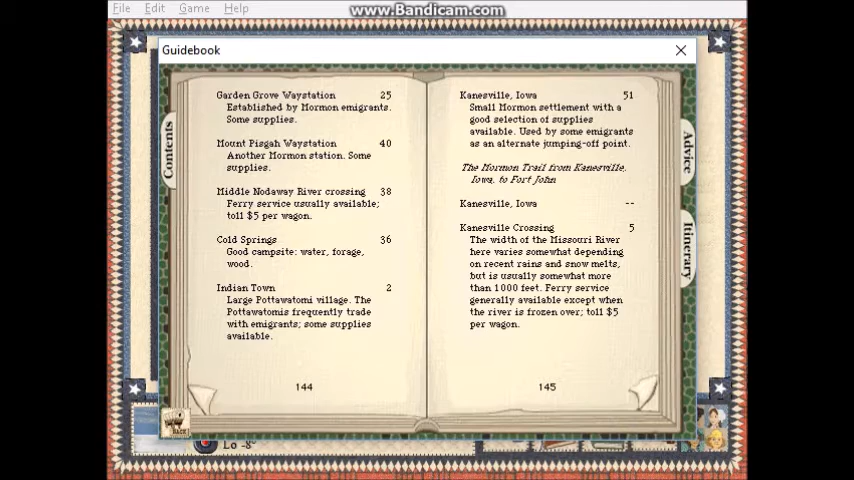 www.Bandicam.com
File Edit Game Help
Guidebook
Contents
Garden Grove Waystation 25
Established by Mormon emigrants.
Some supplies.
Mount Pisgah Waystation 40
Another Mormon station. Some
supplies.
Middle Nodaway River crossing 38
Ferry service usually available;
toll $5 per wagon.
Cold Springs 36
Good campsite: water, forage,
wood.
Indian Town 2
Large Pottawatomi village. The
Pottawatomis frequently trade
with emigrants; some supplies
available.
144
Kanesville, Iowa 51
Small Mormon settlement with a
good selection of supplies
available. Used by some emigrants
as an alternate jumping-off point.
The Mormon Trail from Kanesville,
Iowa, to Fort John
Kanesville, Iowa --
Kanesville Crossing 5
The width of the Missouri River
here varies somewhat depending
on recent rains and snow melts,
but is usually somewhat more
than 1000 feet. Ferry service
generally available except when
the river is frozen over; toll $5
per wagon.
145
Advice
Itinerary
BACK
Lo -8°